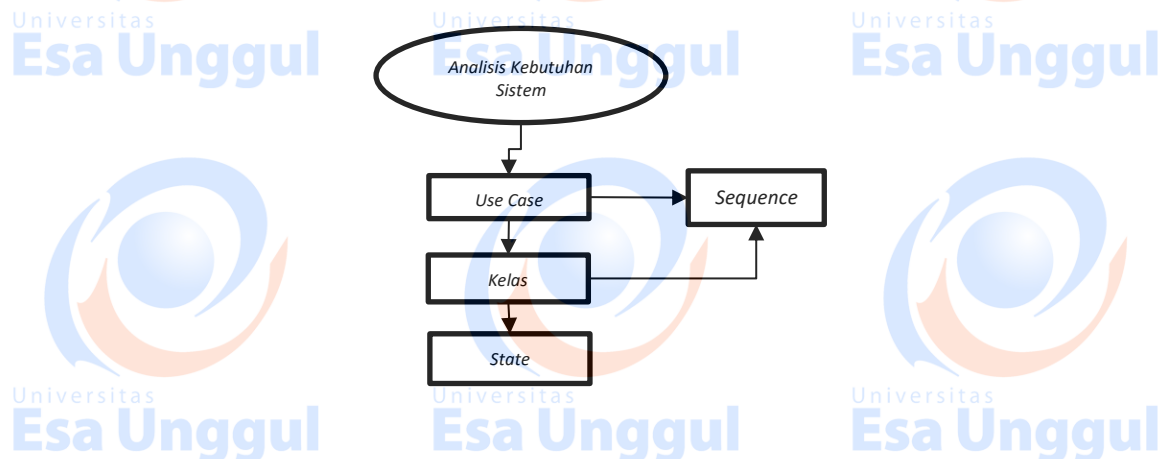 Universitas
Esa Unggul
Universitas
Esa Unggul
Universitas
Esa Unggul
Analisis Kebutuhan
Sistem
Use Case
Sequence
Kelas
State
Universitas
Esa Unggul
Universitas
Esa Unggul
Universitas
Esa Unggul